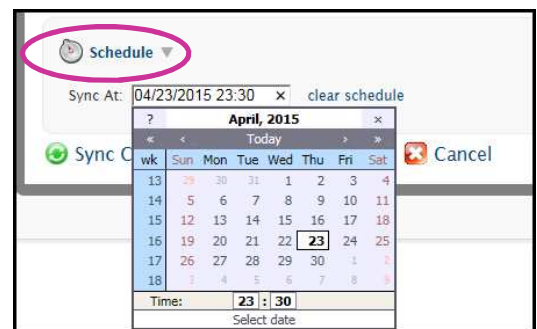 Schedule ▼
Sync At: 04/23/2015 23:30 × clear schedule
? April, 2015 ×
« ‹ Today › »
wk Sun Mon Tue Wed Thu Fri Sat
13 29 30 31 1 2 3 4
14 5 6 7 8 9 10 11
15 12 13 14 15 16 17 18
16 19 20 21 22 23 24 25
17 26 27 28 29 30 1 2
18 3 4 5 6 7 8 9
Time: 23 : 30
Select date
Sync C
Cancel